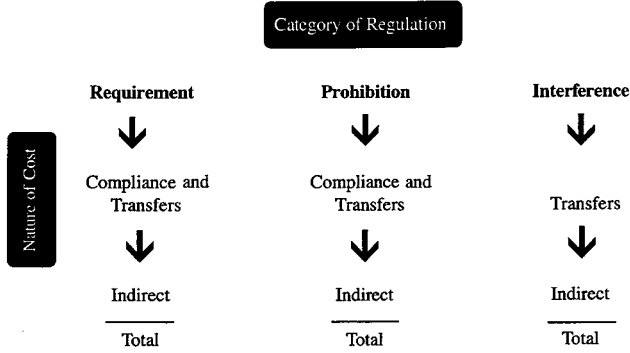 Category of Regulation
Requirement
Prohibition
Interference
Nature of Cost
Compliance and
Transfers
Compliance and
Transfers
Transfers
Indirect
Indirect
Indirect
Total
Total
Total